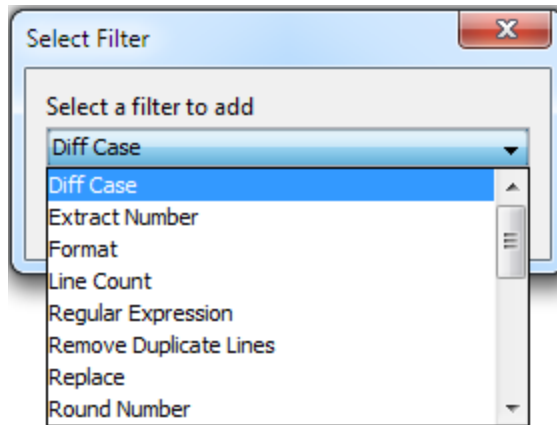 Select Filter
Select a filter to add
Diff Case
Diff Case
Extract Number
Format
Line Count
Regular Expression
Remove Duplicate Lines
Replace
Round Number